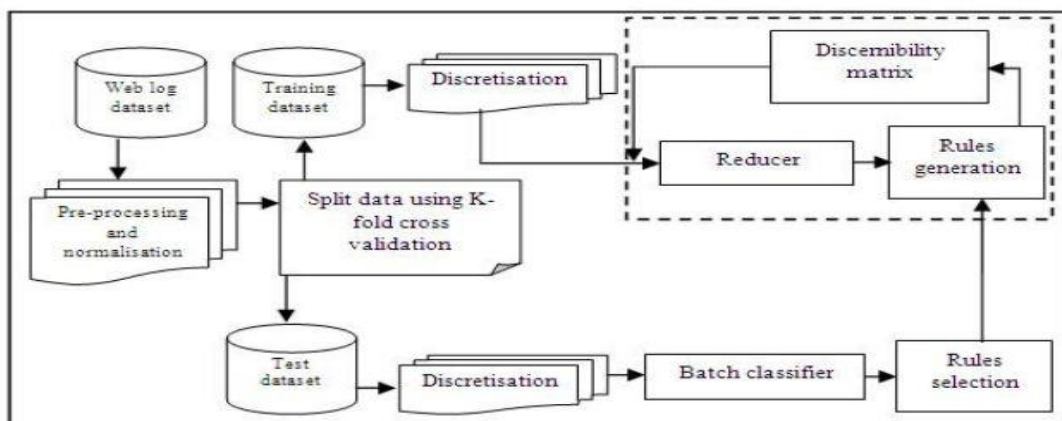 Web log
dataset
Training
dataset
Discretisation
Discernibility
matrix
Reducer
Rules
generation
Pre-processing
and
normalisation
Split data using K-
fold cross
validation
Test
dataset
Discretisation
Batch classifier
Rules
selection